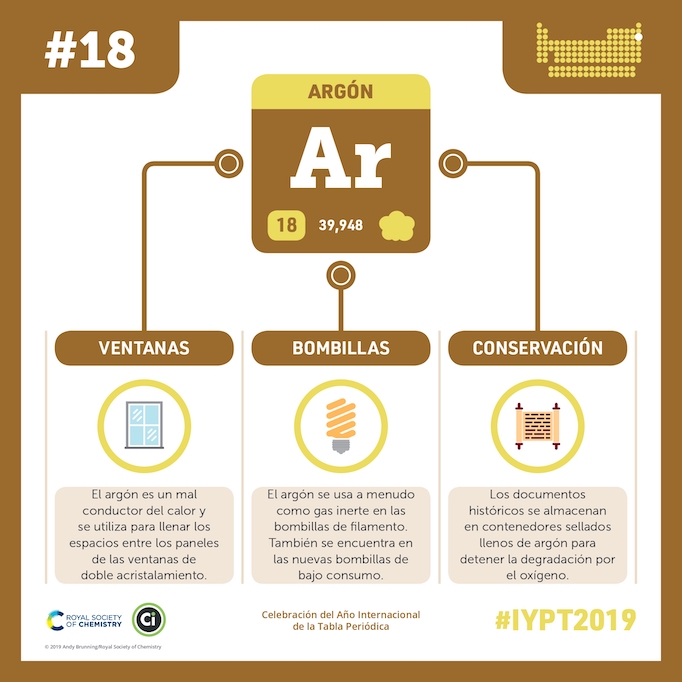 #18
ARGÓN
Ar
18
39,948
VENTANAS
El argón es un mal
conductor del calor y
se utiliza para llenar los
espacios entre los paneles
de las ventanas de
doble acristalamiento.
BOMBILLAS
El argón se usa a menudo
como gas inerte en las
bombillas de filamento.
También se encuentra en
las nuevas bombillas de
bajo consumo.
CONSERVACIÓN
Los documentos
históricos se almacenan
en contenedores sellados
llenos de argón para
detener la degradación por
el oxígeno.
ROYAL SOCIETY
OF CHEMISTRY
Ci
© 2019 Andy Brunning/Royal Society of Chemistry
Celebración del Año Internacional
de la Tabla Periódica
#IYPT2019